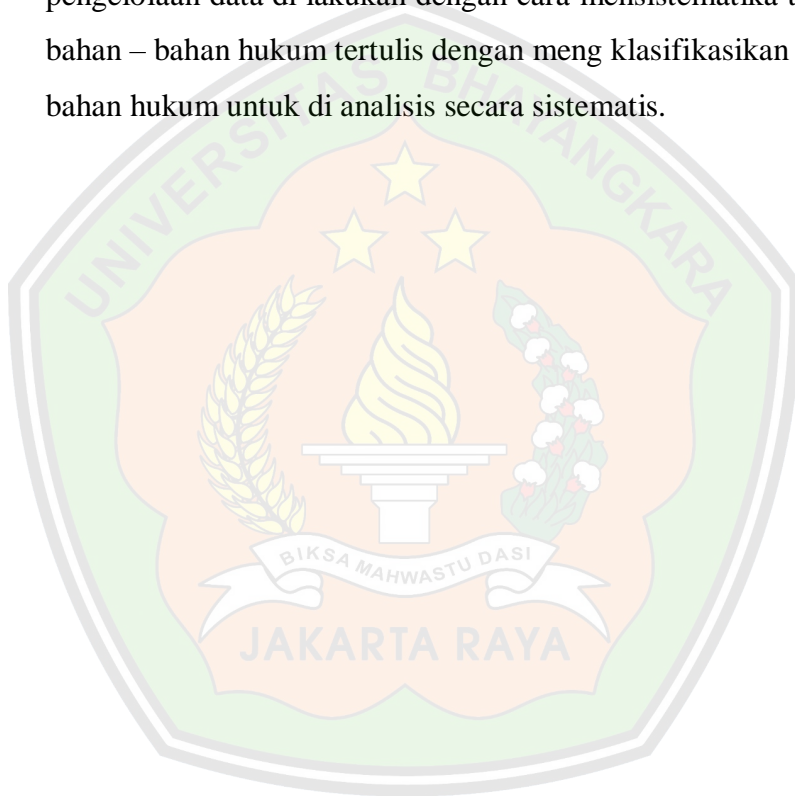 pengelolaan data di lakukan dengan cara mensistematika
bahan – bahan hukum tertulis dengan meng klasifikasikan
bahan hukum untuk di analisis secara sistematis.
UNIVERSITAS BHAYANGKARA
BIKSA MAHWASTU DASI
JAKARTA RAYA